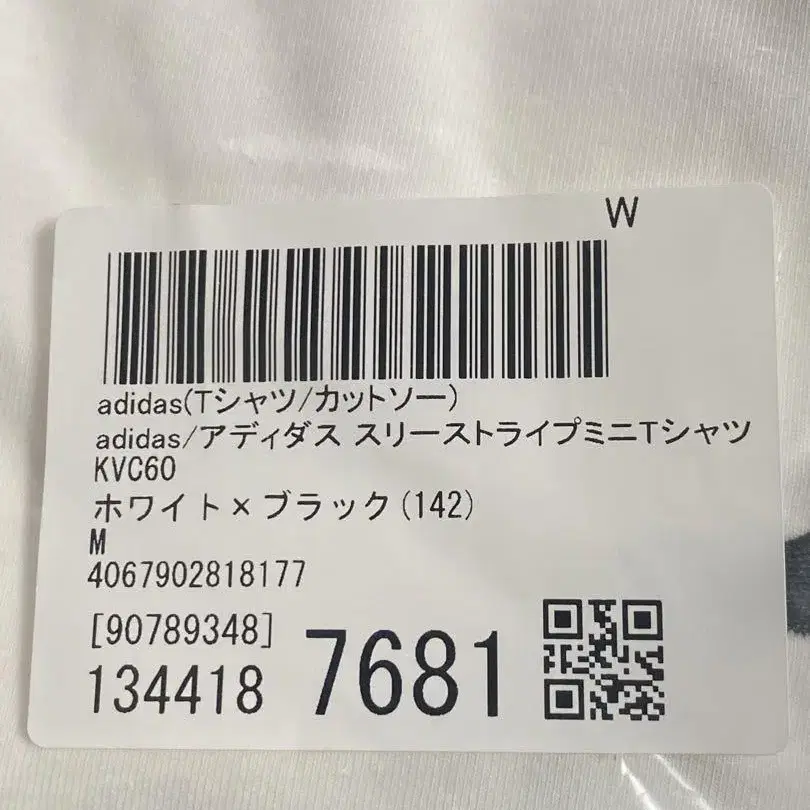 W
adidas(Tシャツ/カットソー)
adidas/アディダス スリーストライプミニTシャツ
KVC60
ホワイト×ブラック(142)
M
4067902818177
[90789348]
134418 7681